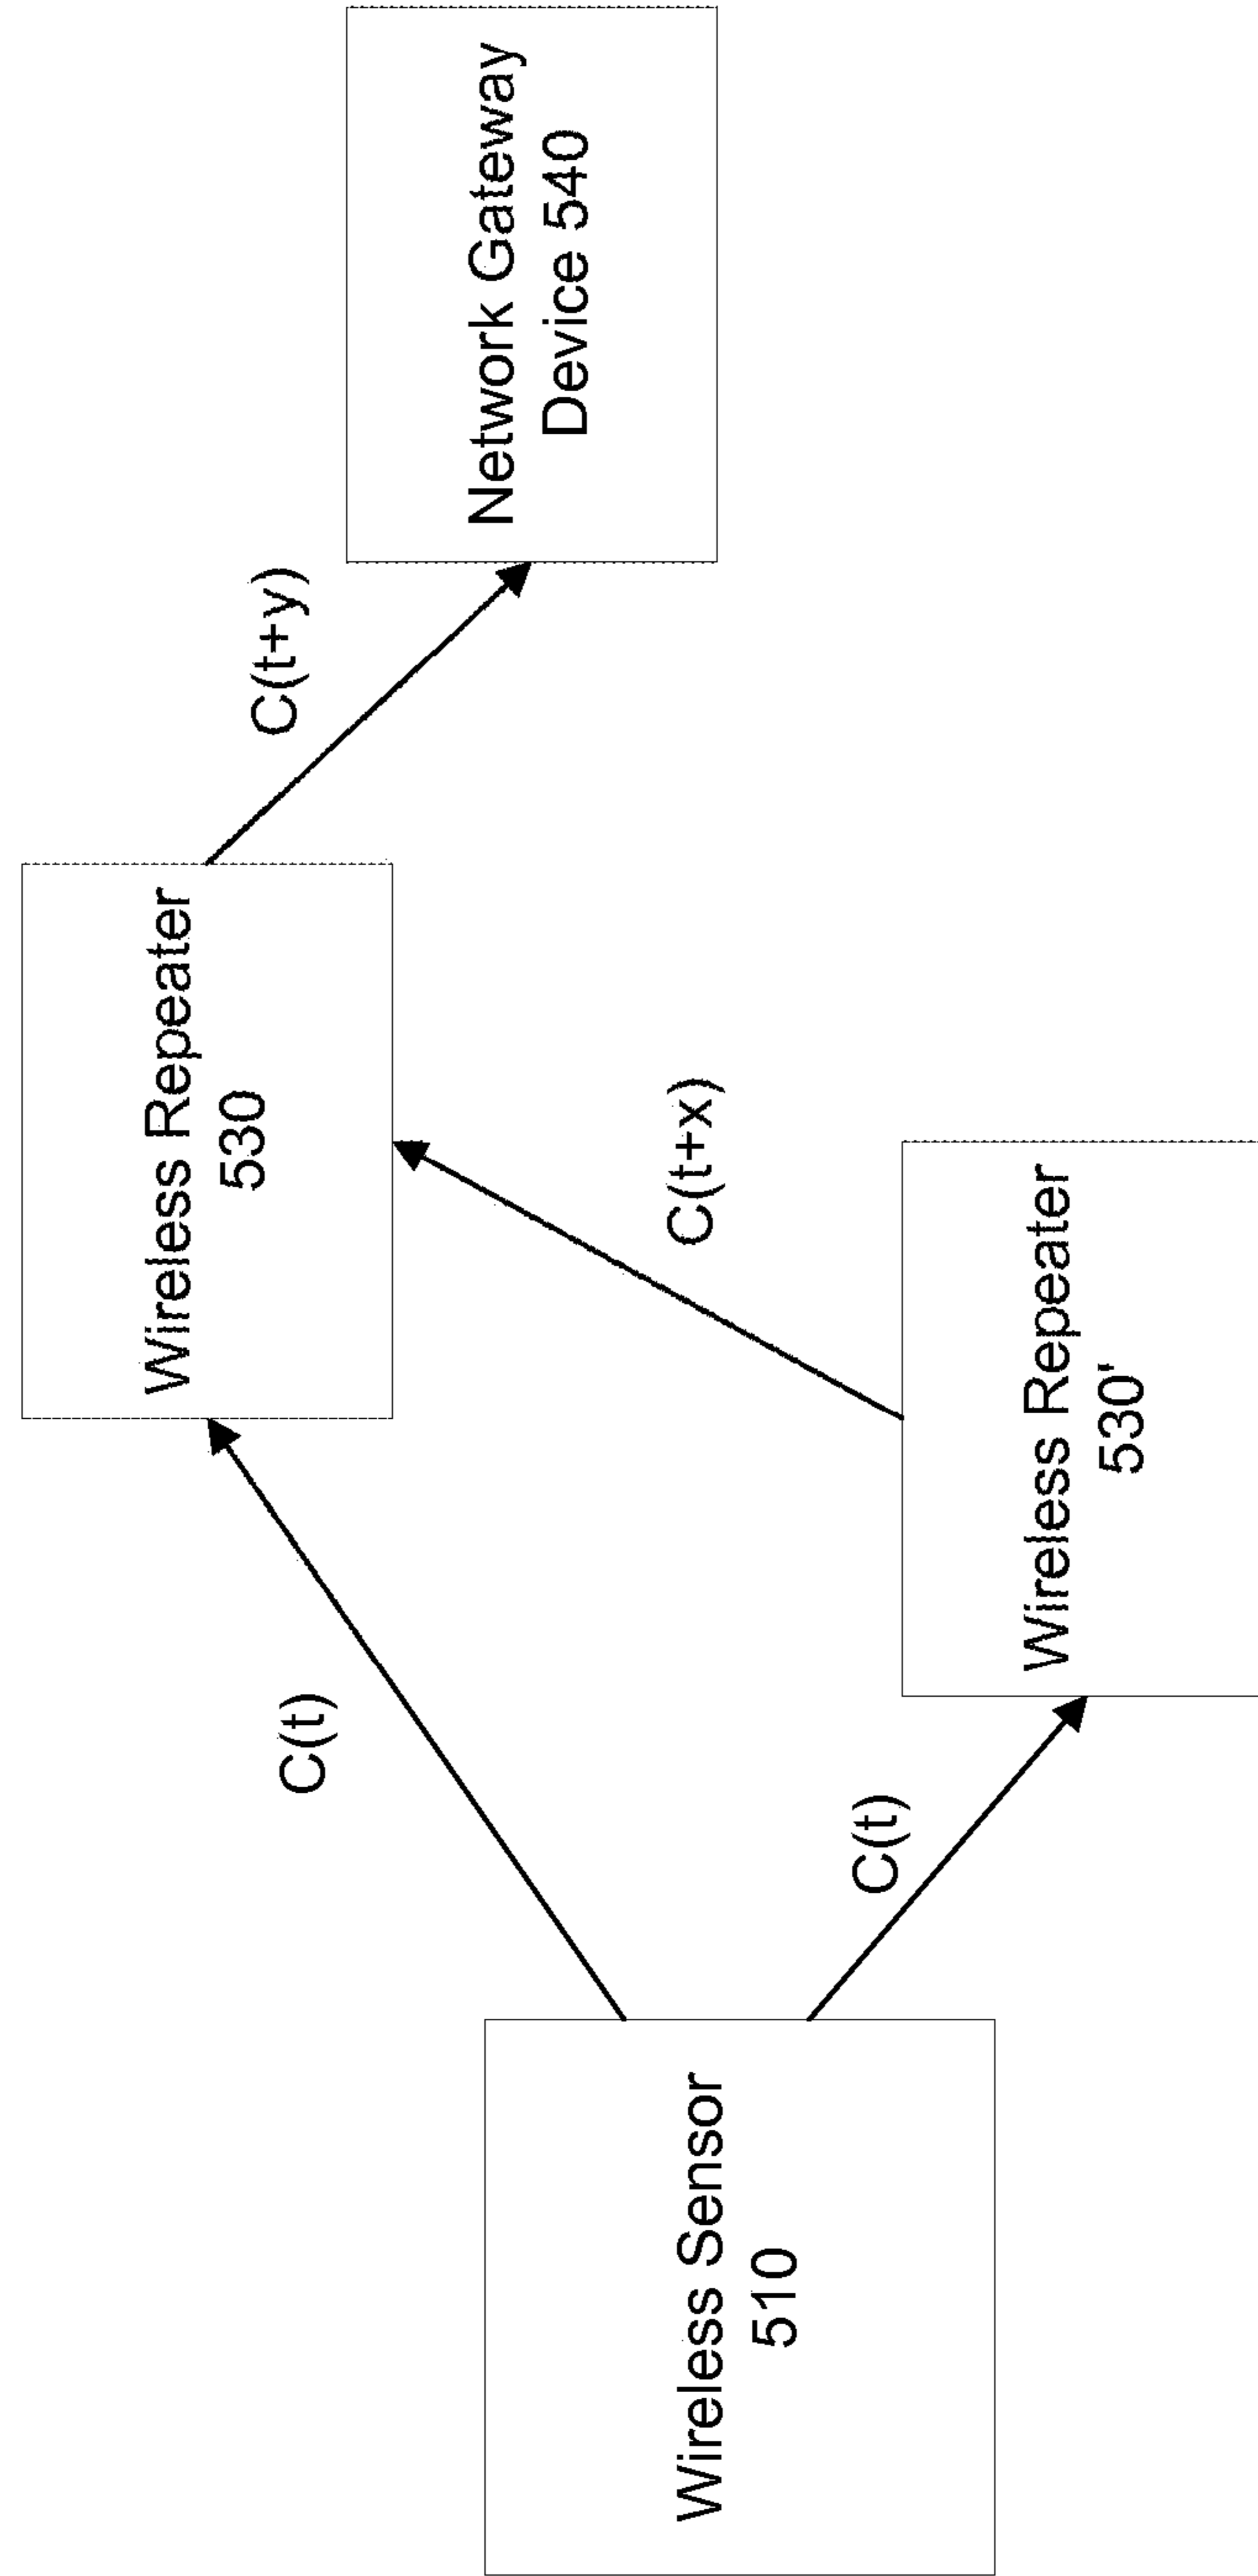 Wireless Sensor
510
C(t)
C(t)
Wireless Repeater
530
Wireless Repeater
530'
C(t+x)
C(t+y)
Network Gateway
Device 540